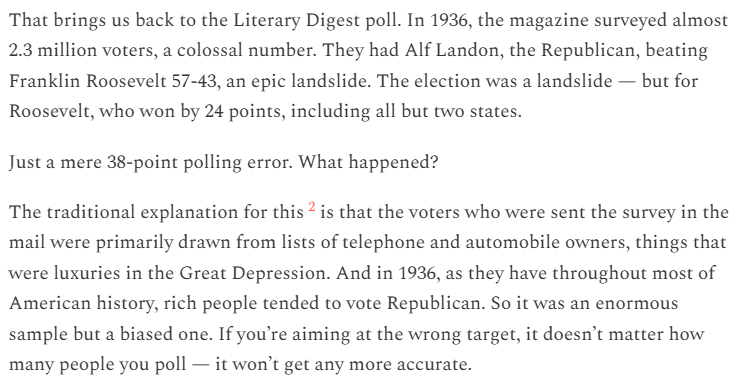 That brings us back to the Literary Digest poll. In 1936, the magazine surveyed almost
2.3 million voters, a colossal number. They had Alf Landon, the Republican, beating
Franklin Roosevelt 57-43, an epic landslide. The election was a landslide — but for
Roosevelt, who won by 24 points, including all but two states.
Just a mere 38-point polling error. What happened?
The traditional explanation for this 2 is that the voters who were sent the survey in the
mail were primarily drawn from lists of telephone and automobile owners, things that
were luxuries in the Great Depression. And in 1936, as they have throughout most of
American history, rich people tended to vote Republican. So it was an enormous
sample but a biased one. If you’re aiming at the wrong target, it doesn’t matter how
many people you poll — it won’t get any more accurate.